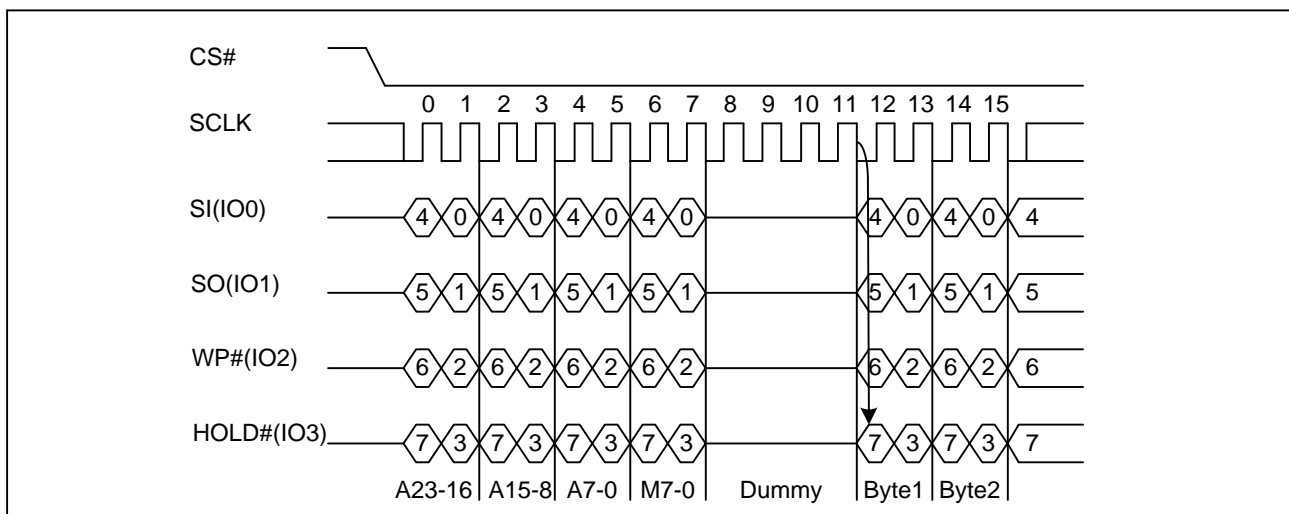 CS#
0 1 2 3 4 5 6 7 8 9 10 11 12 13 14 15
SCLK
SI(IO0) 4 0 4 0 4 0 4 0 4 0 4 0 4
SO(IO1) 5 1 5 1 5 1 5 1 5 1 5 1 5
WP#(IO2) 6 2 6 2 6 2 6 2 6 2 6 2 6
HOLD#(IO3) 7 3 7 3 7 3 7 3 7 3 7 3 7
A23-16 A15-8 A7-0 M7-0 Dummy Byte1 Byte2